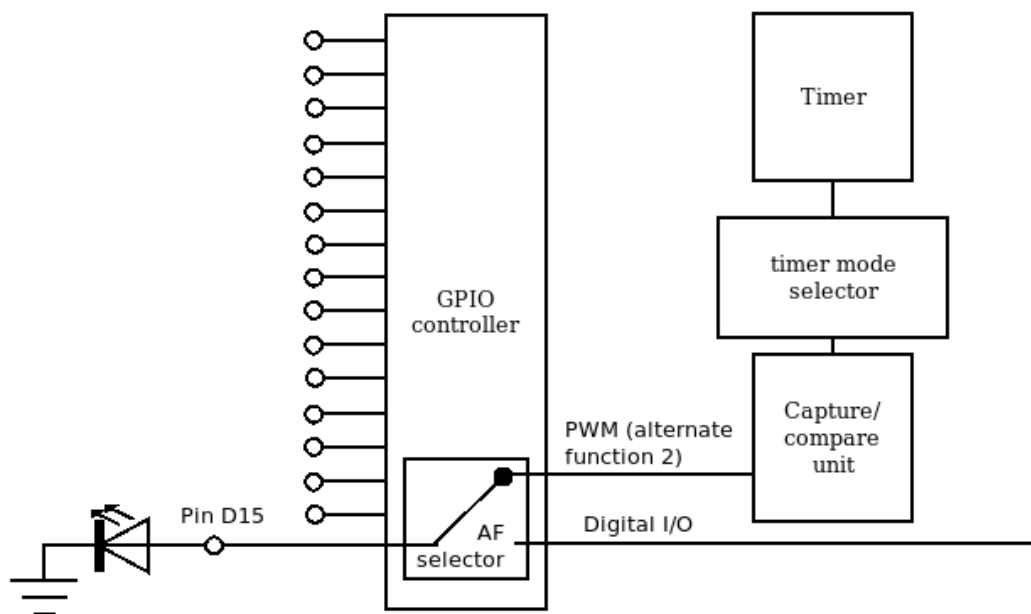 Timer
timer mode
selector
GPIO
controller
Capture/
compare
unit
PWM (alternate
function 2)
Pin D15
AF
selector
Digital I/O